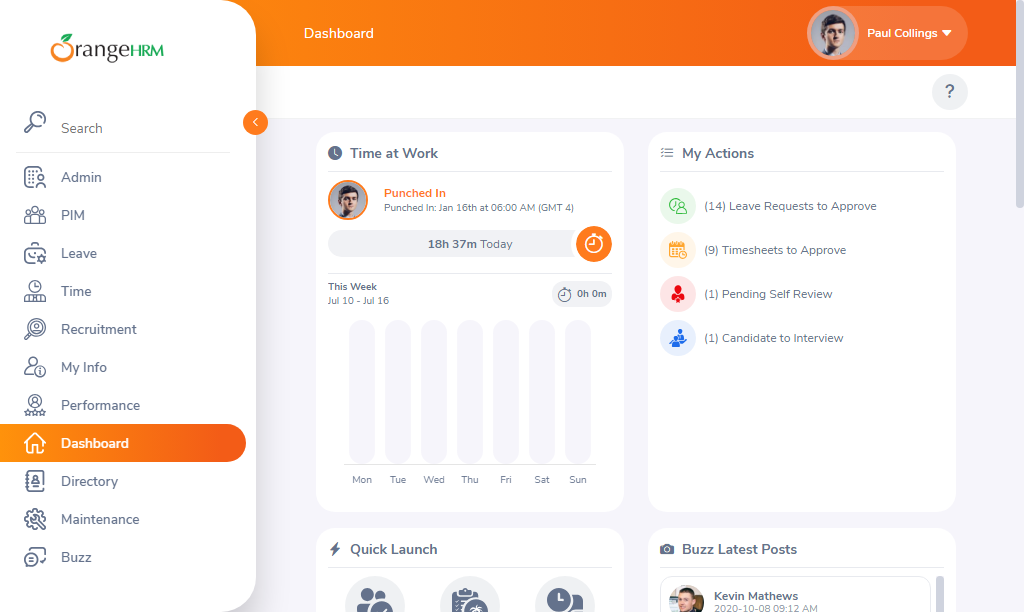 OrangeHRM
Dashboard
Paul Collings
?
Search
Admin
PIM
Leave
Time
Recruitment
My Info
Performance
Dashboard
Directory
Maintenance
Buzz
Time at Work
Punched In
Punched In: Jan 16th at 06:00 AM (GMT 4)
18h 37m Today
This Week
Jul 10 - Jul 16
0h 0m
Mon Tue Wed Thu Fri Sat Sun
My Actions
(14) Leave Requests to Approve
(9) Timesheets to Approve
(1) Pending Self Review
(1) Candidate to Interview
Quick Launch
Buzz Latest Posts
Kevin Mathews
2020-10-08 09:12 AM